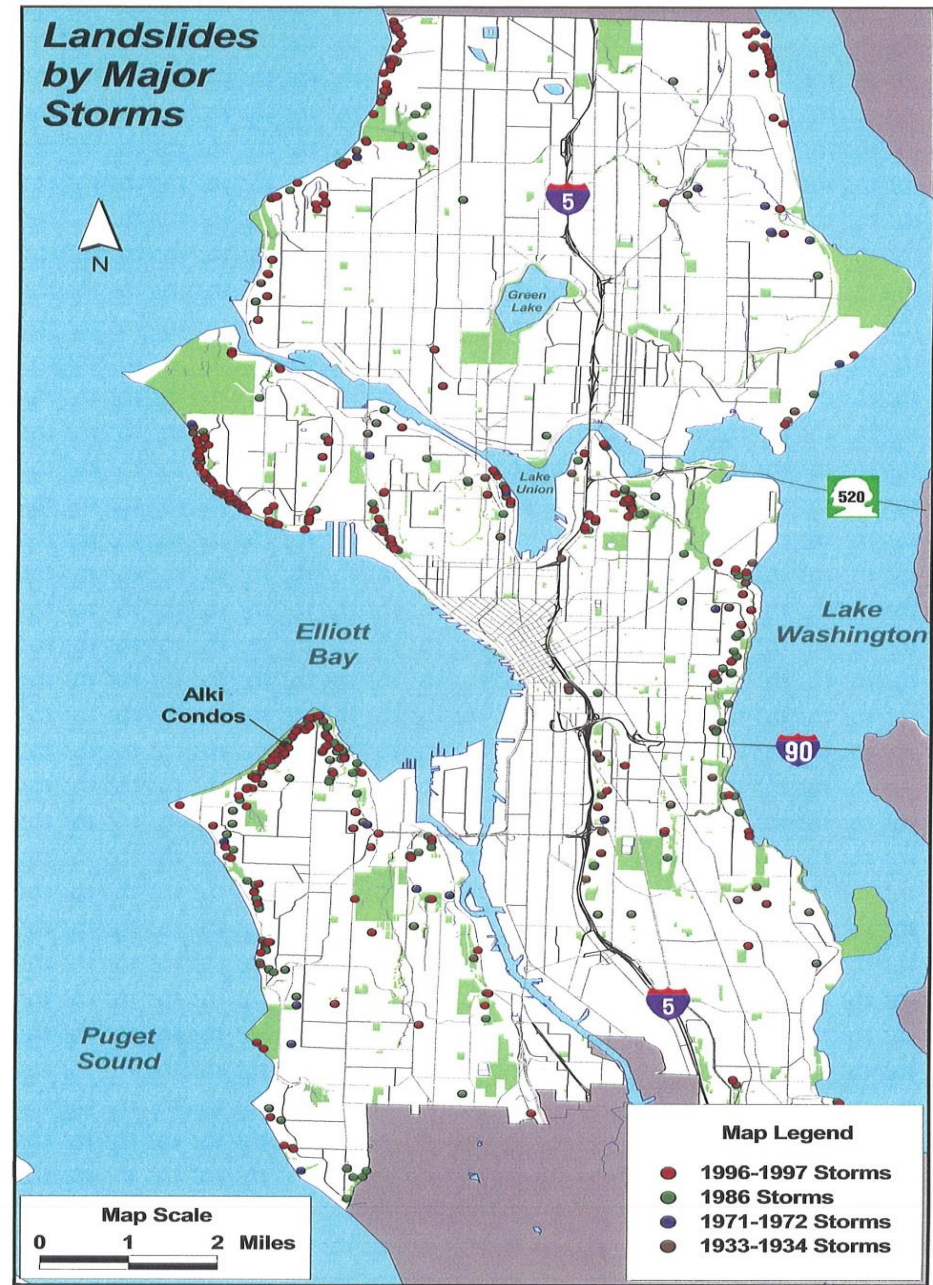 Landslides
by Major
Storms
N
5
Green
Lake
Lake
Union
520
Elliott
Bay
Lake
Washington
Alki
Condos
90
5
Puget
Sound
Map Legend
1996-1997 Storms
1986 Storms
1971-1972 Storms
1933-1934 Storms
Map Scale
0 1 2 Miles